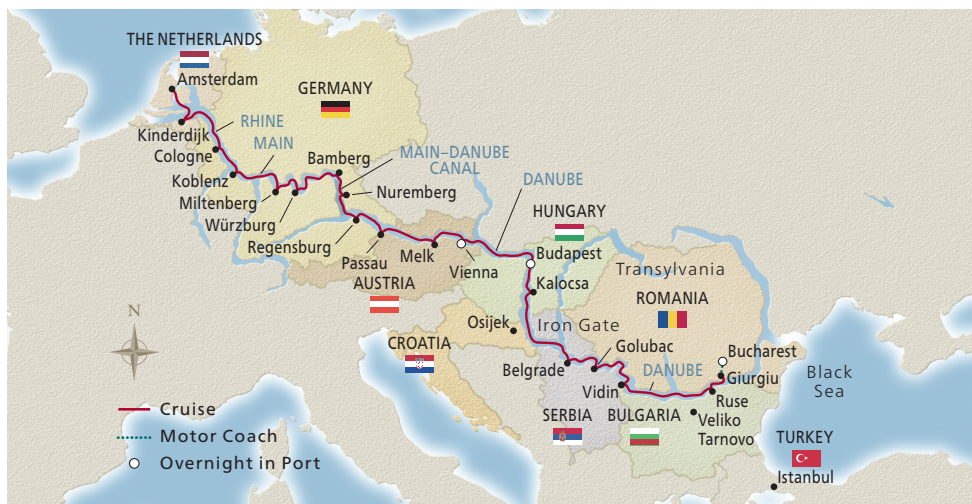 THE NETHERLANDS
Amsterdam
GERMANY
Kinderdijk
RHINE
Cologne
MAIN
Bamberg
MAIN–DANUBE
CANAL
Koblenz
Nuremberg
DANUBE
Miltenberg
Würzburg
HUNGARY
Regensburg
Passau
Melk
Vienna
Budapest
Transylvania
AUSTRIA
Kalocsa
ROMANIA
N
Osijek
Iron Gate
CROATIA
Golubac
Bucharest
Belgrade
DANUBE
Giurgiu
Black
Sea
Vidin
Ruse
SERBIA
BULGARIA
Veliko
Tarnovo
TURKEY
Istanbul
Cruise
Motor Coach
Overnight in Port